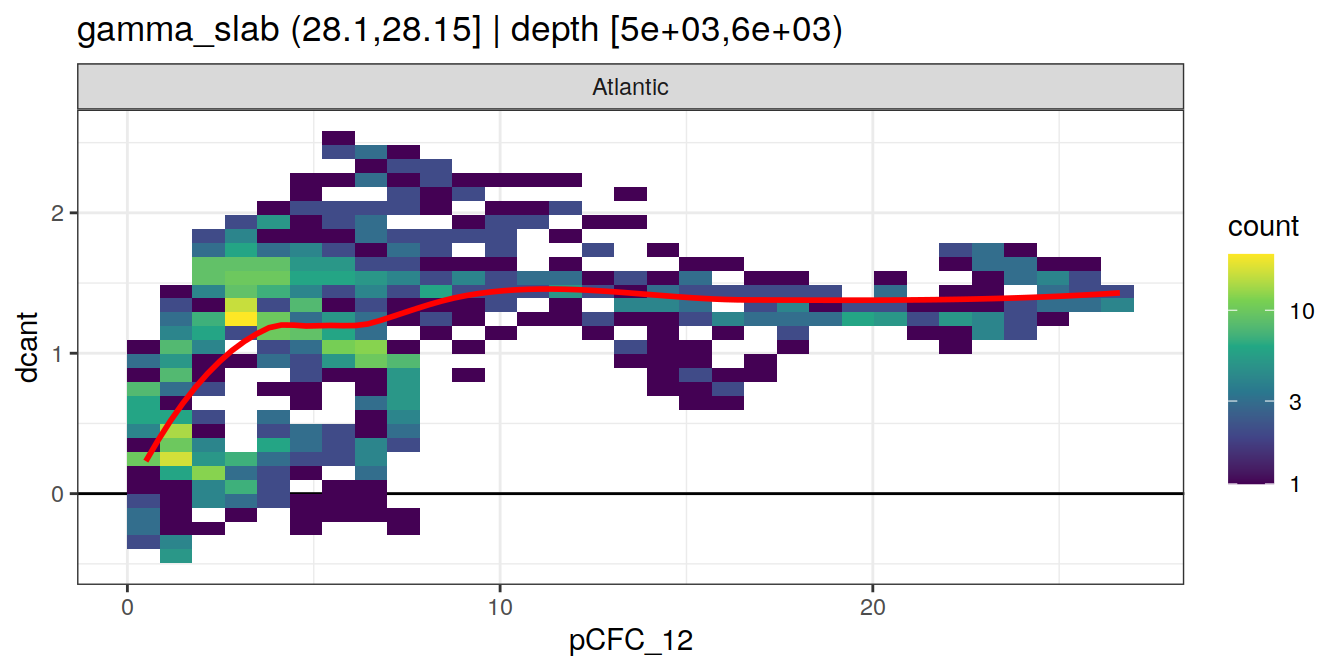 gamma_slab (28.1,28.15] | depth [5e+03,6e+03)
Atlantic
dcant
2
1
0
0 10 20
pCFC_12
count
10
3
1